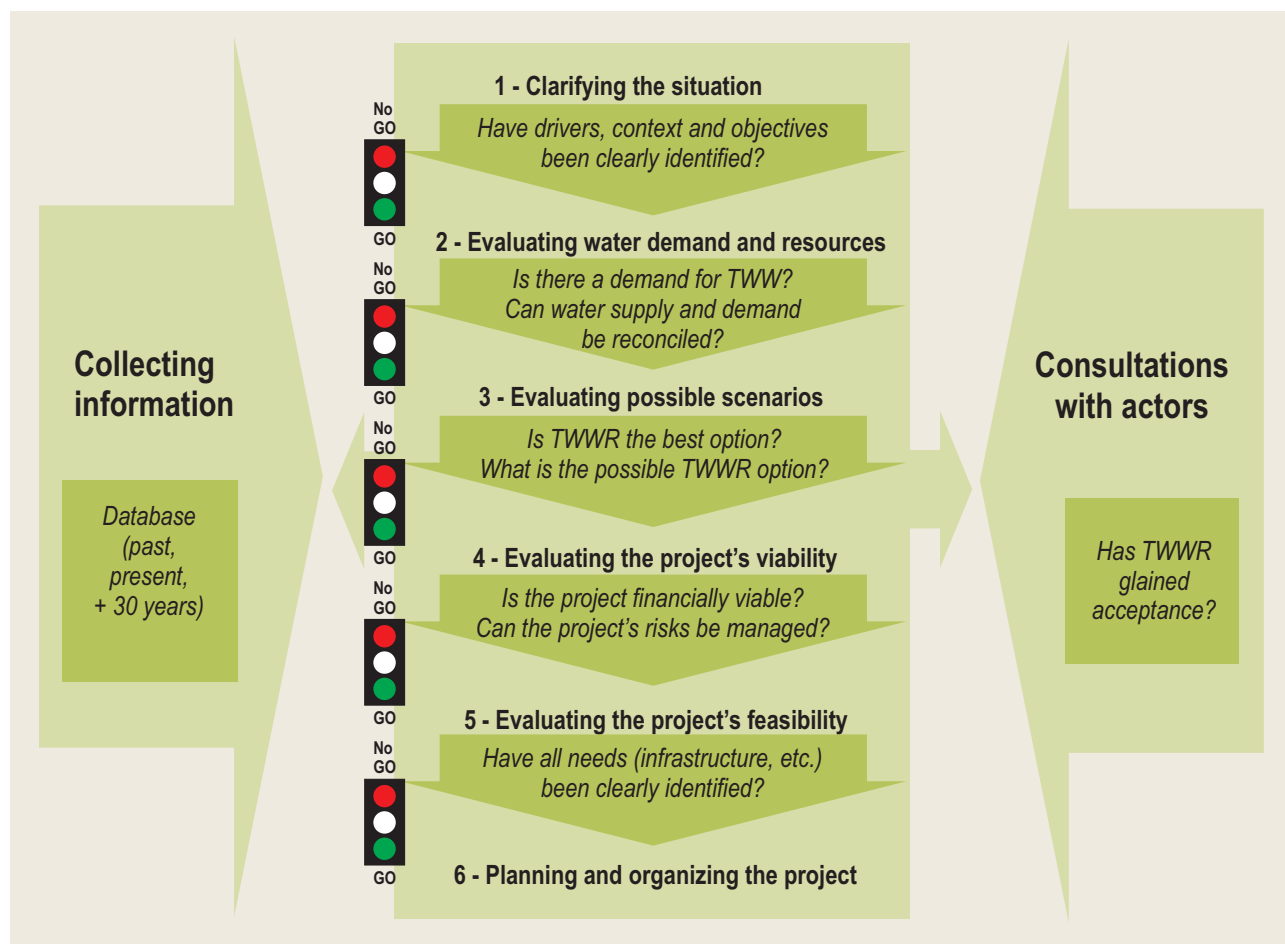 Collecting
information
Database
(past,
present,
+ 30 years)
1 - Clarifying the situation
No
GO
Have drivers, context and objectives
been clearly identified?
GO
2 - Evaluating water demand and resources
No
GO
Is there a demand for TWW?
Can water supply and demand
be reconciled?
GO
3 - Evaluating possible scenarios
No
GO
Is TWWR the best option?
What is the possible TWWR option?
GO
4 - Evaluating the project's viability
No
GO
Is the project financially viable?
Can the project's risks be managed?
GO
5 - Evaluating the project's feasibility
No
GO
Have all needs (infrastructure, etc.)
been clearly identified?
GO
6 - Planning and organizing the project
Consultations
with actors
Has TWWR
glained
acceptance?